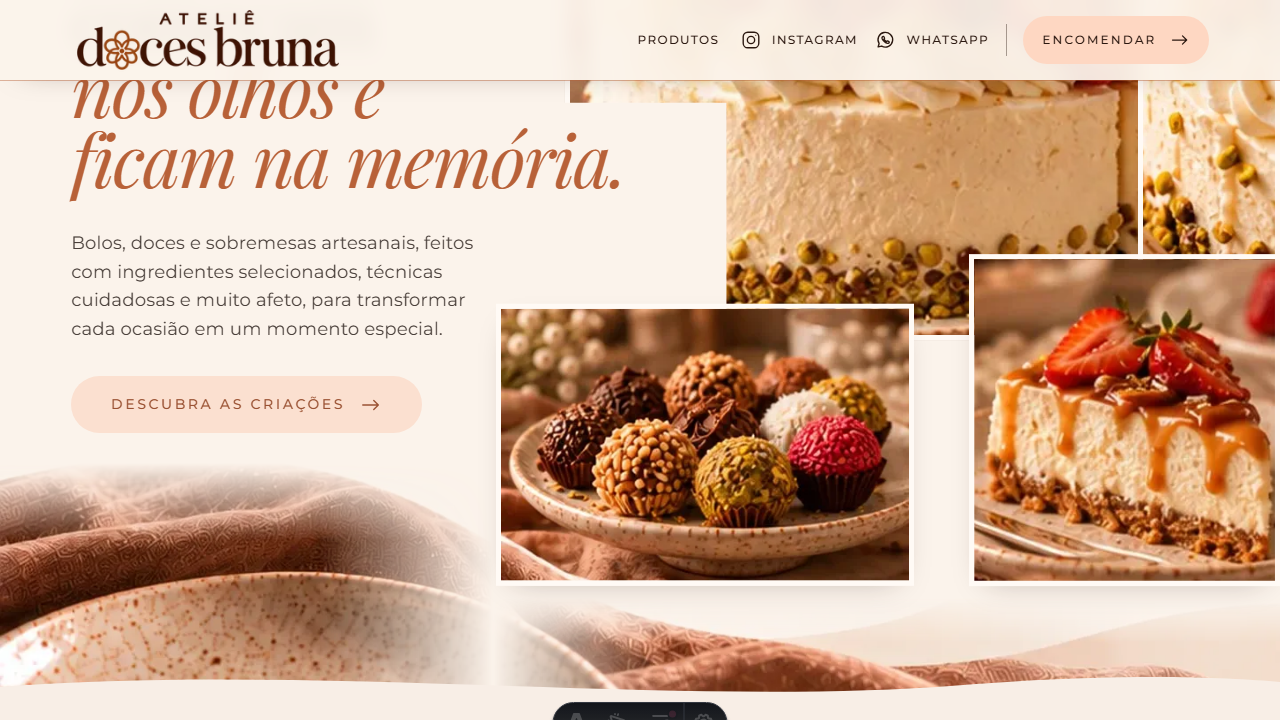 ATELIÊ
doces bruna
PRODUTOS
INSTAGRAM
WHATSAPP
ENCOMENDAR
nos olhos e
ficam na memória.
Bolos, doces e sobremesas artesanais, feitos
com ingredientes selecionados, técnicas
cuidadosas e muito afeto, para transformar
cada ocasião em um momento especial.
DESCUBRA AS CRIAÇÕES